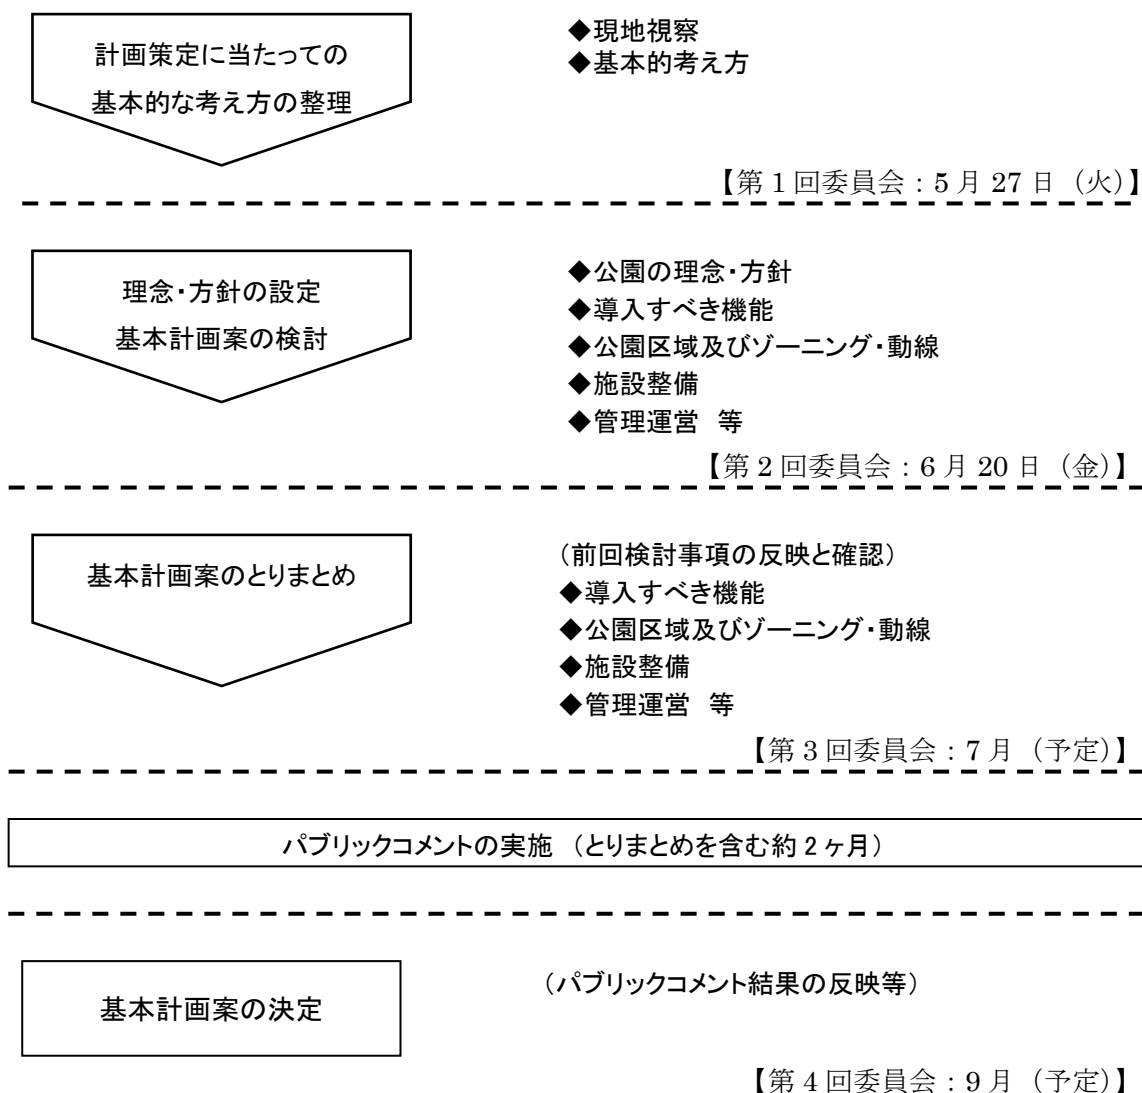 計画策定に当たっての
基本的な考え方の整理
◆現地視察
◆基本的考え方
【第1回委員会：5月27日（火）】
理念・方針の設定
基本計画案の検討
◆公園の理念・方針
◆導入すべき機能
◆公園区域及びゾーニング・動線
◆施設整備
◆管理運営　等
【第2回委員会：6月20日（金）】
基本計画案のとりまとめ
（前回検討事項の反映と確認）
◆導入すべき機能
◆公園区域及びゾーニング・動線
◆施設整備
◆管理運営　等
【第3回委員会：7月（予定）】
パブリックコメントの実施　（とりまとめを含む約2ヶ月）
基本計画案の決定
（パブリックコメント結果の反映等）
【第4回委員会：9月（予定）】